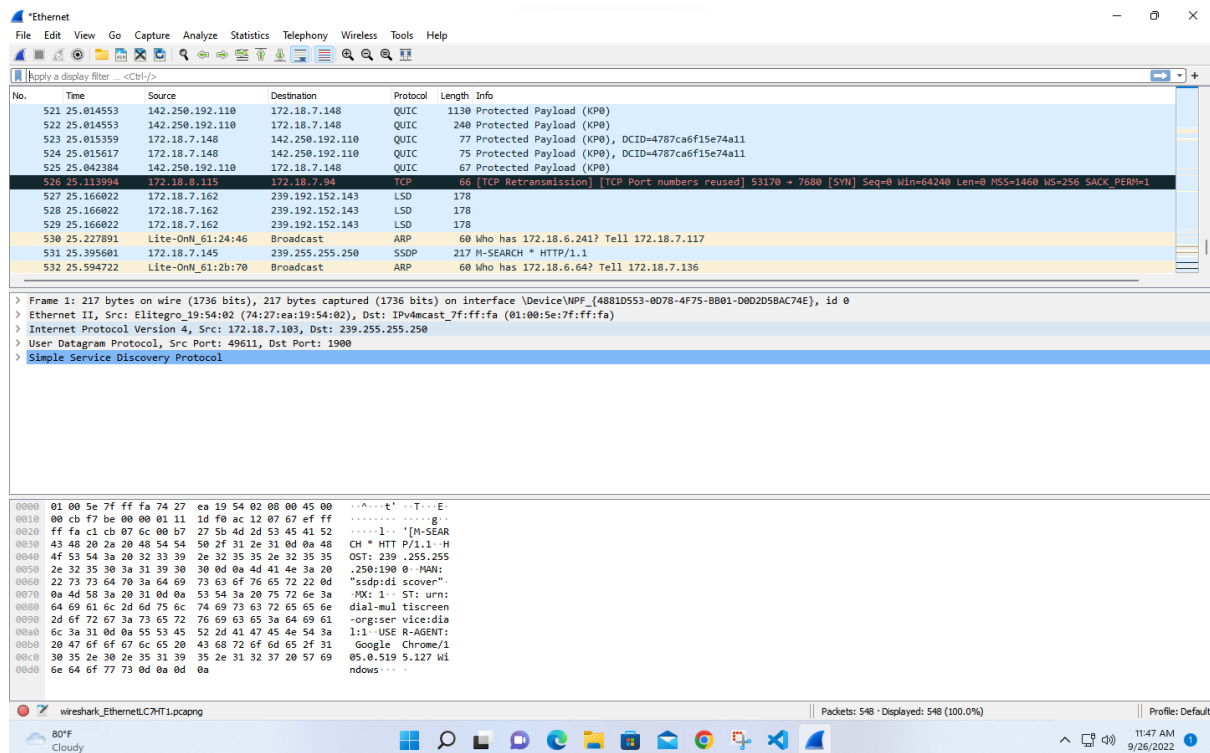 *Ethernet
File Edit View Go Capture Analyze Statistics Telephony Wireless Tools Help
Apply a display filter ... <Ctrl-/>
No. Time Source Destination Protocol Length Info
521 25.014553 142.250.192.110 172.18.7.148 QUIC 1130 Protected Payload (KP0)
522 25.014553 142.250.192.110 172.18.7.148 QUIC 240 Protected Payload (KP0)
523 25.015359 172.18.7.148 142.250.192.110 QUIC 77 Protected Payload (KP0), DCID=4787ca6f15e74a11
524 25.015617 172.18.7.148 142.250.192.110 QUIC 75 Protected Payload (KP0), DCID=4787ca6f15e74a11
525 25.042384 142.250.192.110 172.18.7.148 QUIC 67 Protected Payload (KP0)
526 25.113994 172.18.8.115 172.18.7.94 TCP 66 [TCP Retransmission] [TCP Port numbers reused] 53170 → 7680 [SYN] Seq=0 Win=64240 Len=0 MSS=1460 WS=256 SACK_PERM=1
527 25.166022 172.18.7.162 239.192.152.143 LSD 178
528 25.166022 172.18.7.162 239.192.152.143 LSD 178
529 25.166022 172.18.7.162 239.192.152.143 LSD 178
530 25.227891 Lite-OnN_61:24:46 Broadcast ARP 60 Who has 172.18.6.241? Tell 172.18.7.117
531 25.395601 172.18.7.145 239.255.255.250 SSDP 217 M-SEARCH * HTTP/1.1
532 25.594722 Lite-OnN_61:2b:70 Broadcast ARP 60 Who has 172.18.6.64? Tell 172.18.7.136
> Frame 1: 217 bytes on wire (1736 bits), 217 bytes captured (1736 bits) on interface \Device\NPF_{4881D553-0D78-4F75-BB01-D0D2D5BAC74E}, id 0
> Ethernet II, Src: Elitegro_19:54:02 (74:27:ea:19:54:02), Dst: IPv4mcast_7f:ff:fa (01:00:5e:7f:ff:fa)
> Internet Protocol Version 4, Src: 172.18.7.103, Dst: 239.255.255.250
> User Datagram Protocol, Src Port: 49611, Dst Port: 1900
> Simple Service Discovery Protocol
0000 01 00 5e 7f ff fa 74 27 ea 19 54 02 08 00 45 00 ··^···t' ··T···E·
0010 00 cb f7 be 00 00 01 11 1d f0 ac 12 07 67 ef ff ········ ·····g··
0020 ff fa c1 cb 07 6c 00 b7 27 5b 4d 2d 53 45 41 52 ·····l·· '[M-SEAR
0030 43 48 20 2a 20 48 54 54 50 2f 31 2e 31 0d 0a 48 CH * HTT P/1.1··H
0040 4f 53 54 3a 20 32 33 39 2e 32 35 35 2e 32 35 35 OST: 239 .255.255
0050 2e 32 35 30 3a 31 39 30 30 0d 0a 4d 41 4e 3a 20 .250:190 0··MAN:
0060 22 73 73 64 70 3a 64 69 73 63 6f 76 65 72 22 0d "ssdp:di scover"·
0070 0a 4d 58 3a 20 31 0d 0a 53 54 3a 20 75 72 6e 3a ·MX: 1·· ST: urn:
0080 64 69 61 6c 2d 6d 75 6c 74 69 73 63 72 65 65 6e dial-mul tiscreen
0090 2d 6f 72 67 3a 73 65 72 76 69 63 65 3a 64 69 61 -org:ser vice:dia
00a0 6c 3a 31 0d 0a 55 53 45 52 2d 41 47 45 4e 54 3a l:1··USE R-AGENT:
00b0 20 47 6f 6f 67 6c 65 20 43 68 72 6f 6d 65 2f 31 Google Chrome/1
00c0 30 35 2e 30 2e 35 31 39 35 2e 31 32 37 20 57 69 05.0.519 5.127 Wi
00d0 6e 64 6f 77 73 0d 0a 0d 0a ndows··· ·
wireshark_EthernetLC7HT1.pcapng Packets: 548 · Displayed: 548 (100.0%) Profile: Default
80°F
Cloudy
11:47 AM
9/26/2022
1